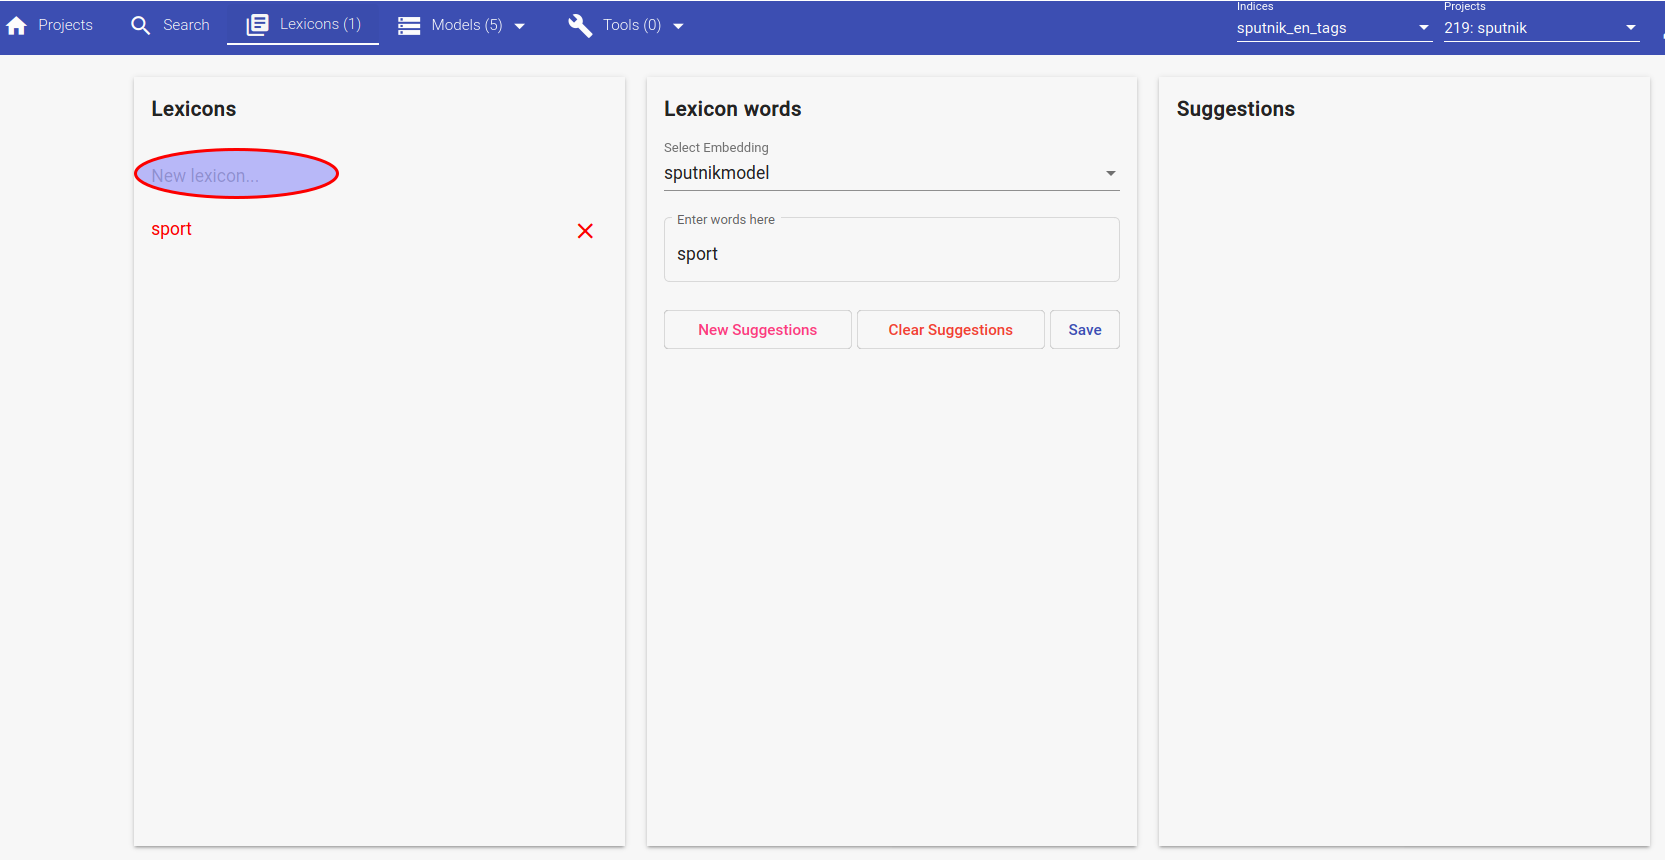 Projects
Search
Lexicons (1)
Models (5)
Tools (0)
Indices
sputnik_en_tags
Projects
219: sputnik
Lexicons
New lexicon...
sport
Lexicon words
Select Embedding
sputnikmodel
Enter words here
sport
New Suggestions
Clear Suggestions
Save
Suggestions